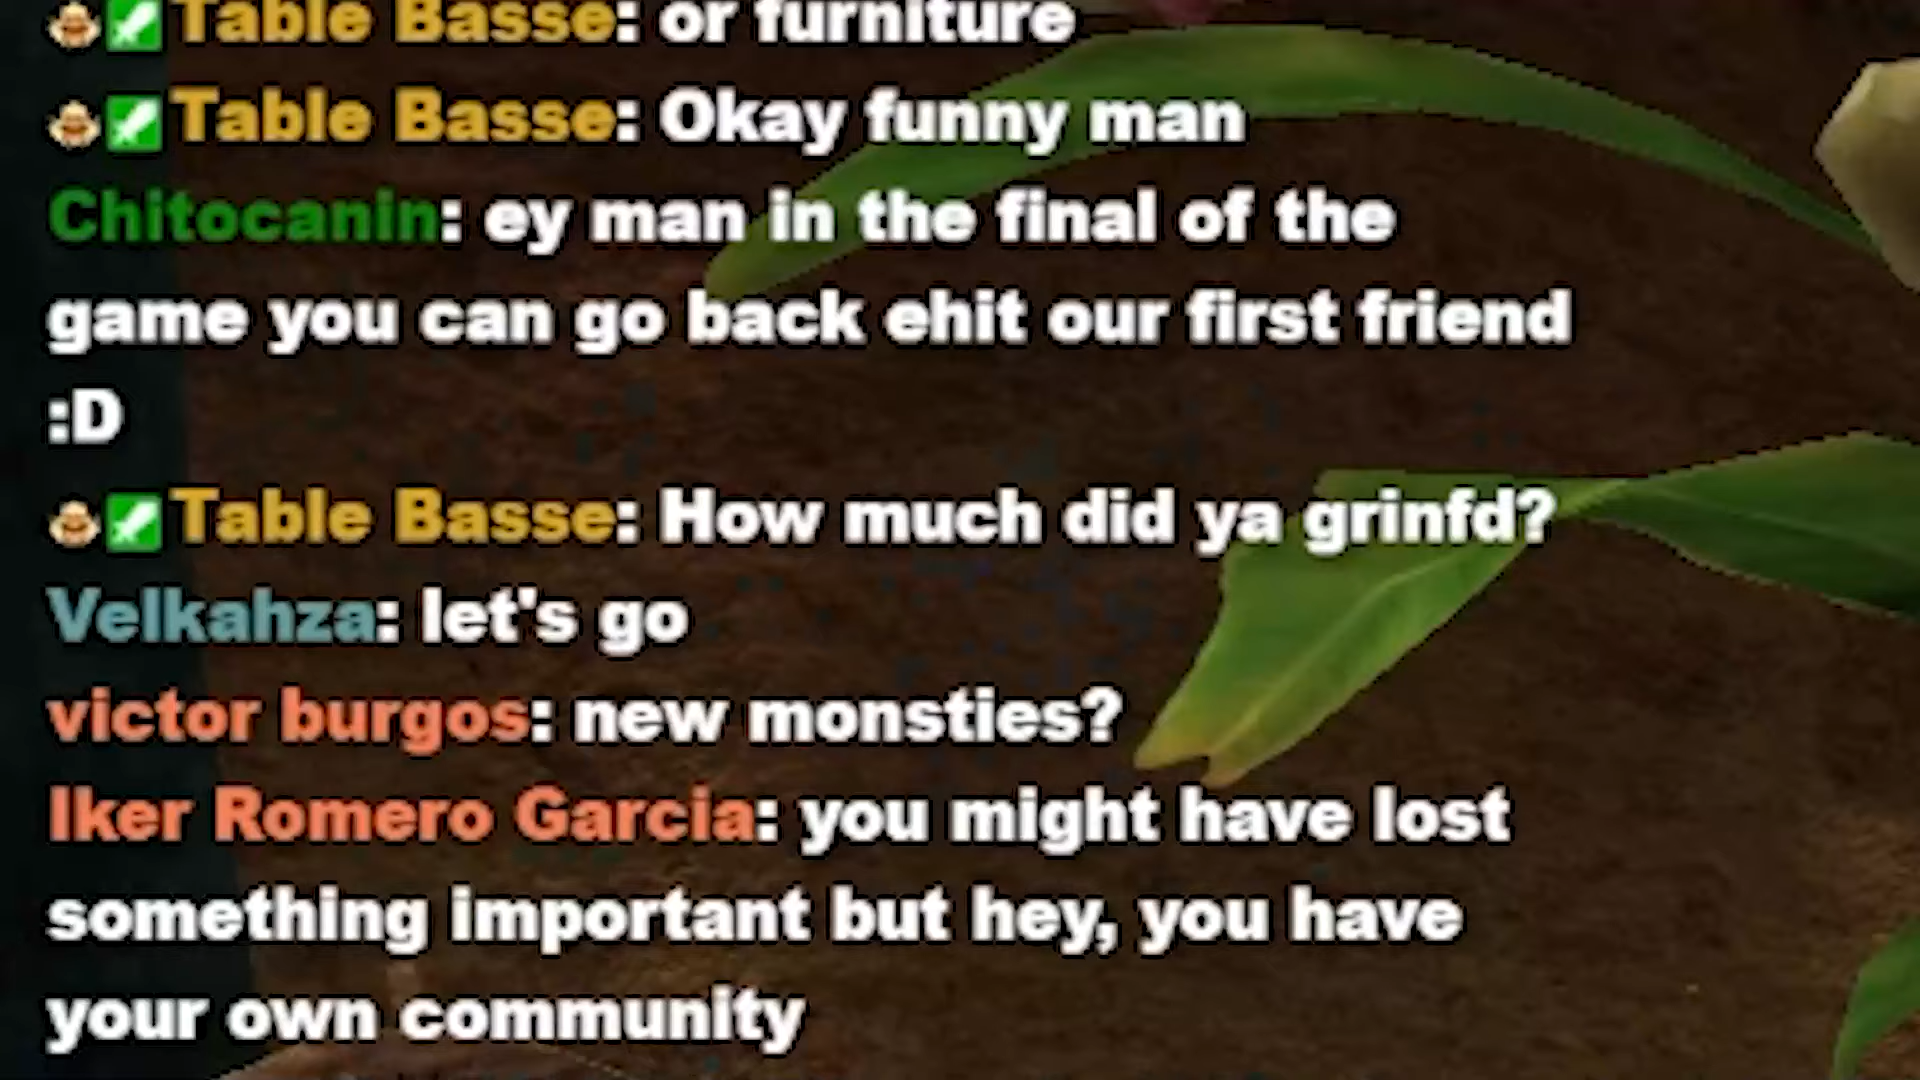 Table Basse: or furniture
Table Basse: Okay funny man
Chitocanin: ey man in the final of the
game you can go back ehit our first friend
:D
Table Basse: How much did ya grinfd?
Velkahza: let's go
victor burgos: new monsties?
Iker Romero Garcia: you might have lost
something important but hey, you have
your own community